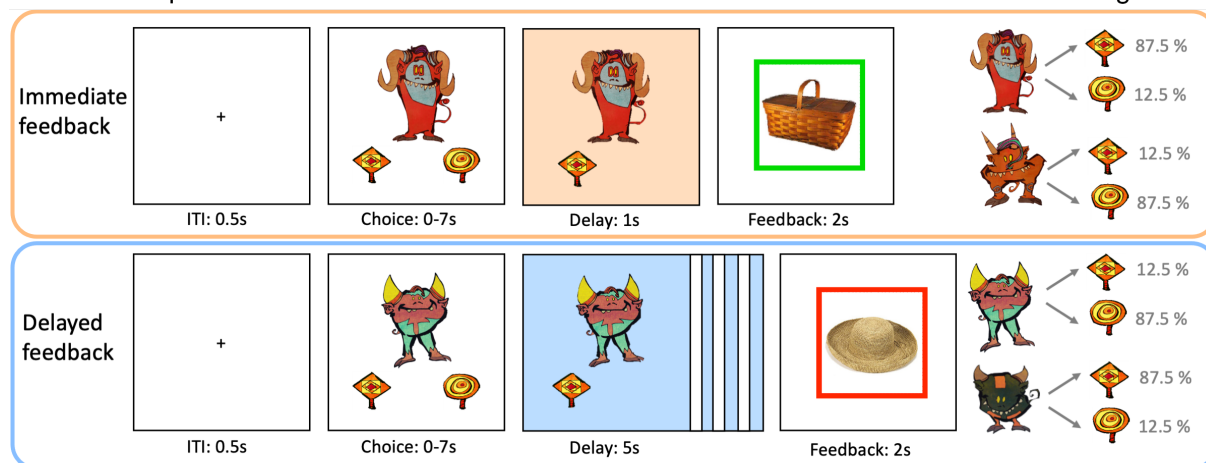 Immediate
feedback
+
ITI: 0.5s
Choice: 0-7s
Delay: 1s
Feedback: 2s
87.5 %
12.5 %
12.5 %
87.5 %
Delayed
feedback
+
ITI: 0.5s
Choice: 0-7s
Delay: 5s
Feedback: 2s
12.5 %
87.5 %
87.5 %
12.5 %